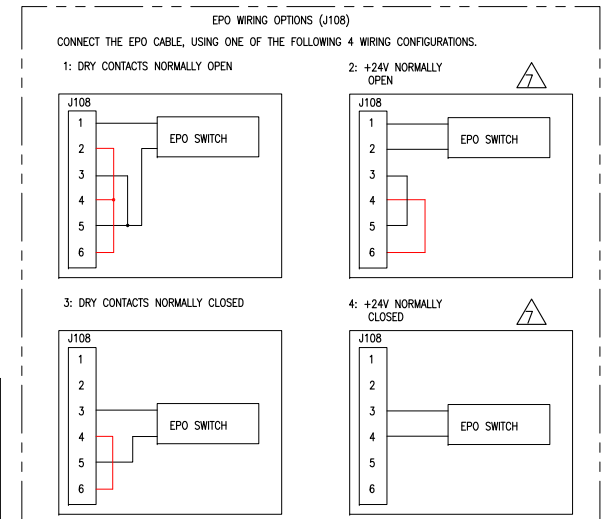 EPO WIRING OPTIONS (J108)
CONNECT THE EPO CABLE, USING ONE OF THE FOLLOWING 4 WIRING CONFIGURATIONS.
1: DRY CONTACTS NORMALLY OPEN
J108
1
2
3
4
5
6
EPO SWITCH
2: +24V NORMALLY
OPEN
7
J108
1
2
3
4
5
6
EPO SWITCH
3: DRY CONTACTS NORMALLY CLOSED
J108
1
2
3
4
5
6
EPO SWITCH
4: +24V NORMALLY
CLOSED
7
J108
1
2
3
4
5
6
EPO SWITCH